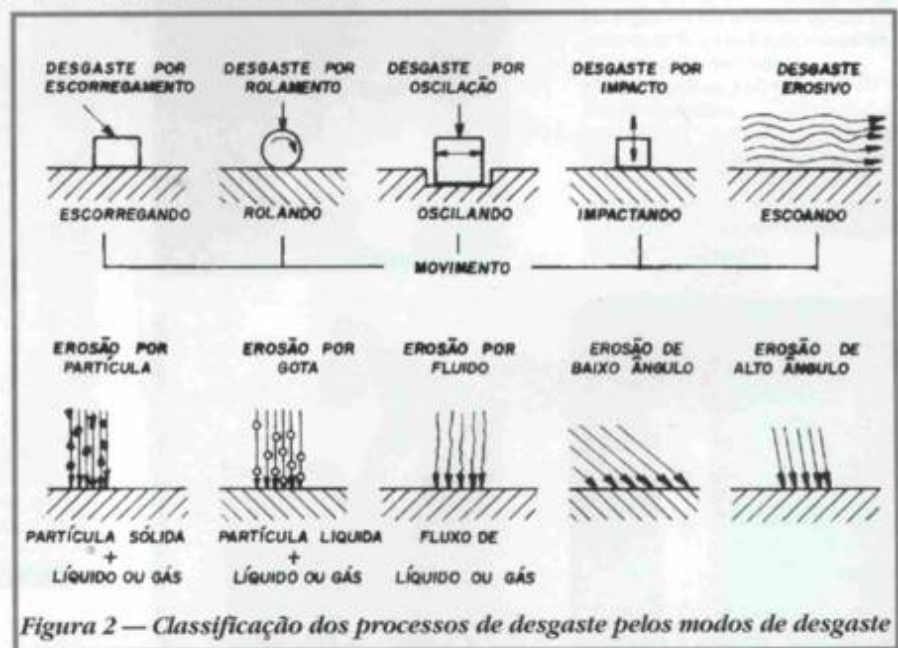 DESGASTE POR
ESCORREGAMENTO
DESGASTE POR
ROLAMENTO
DESGASTE POR
OSCILAÇÃO
DESGASTE POR
IMPACTO
DESGASTE
EROSIVO
ESCORREGANDO
ROLANDO
OSCILANDO
IMPACTANDO
ESCOANDO
MOVIMENTO
EROSÃO POR
PARTÍCULA
EROSÃO POR
GOTA
EROSÃO POR
FLUIDO
EROSÃO DE
BAIXO ÂNGULO
EROSÃO DE
ALTO ÂNGULO
PARTÍCULA SÓLIDA
+
LÍQUIDO OU GÁS
PARTÍCULA LIQUIDA
+
LÍQUIDO OU GÁS
FLUXO DE
LÍQUIDO OU GÁS
Figura 2 — Classificação dos processos de desgaste pelos modos de desgaste